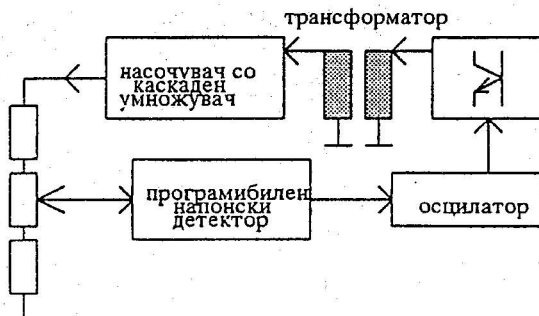 трансформатор
насочувач со
каскаден
умножувач
програмибилен
напонски
детектор
осцилатор